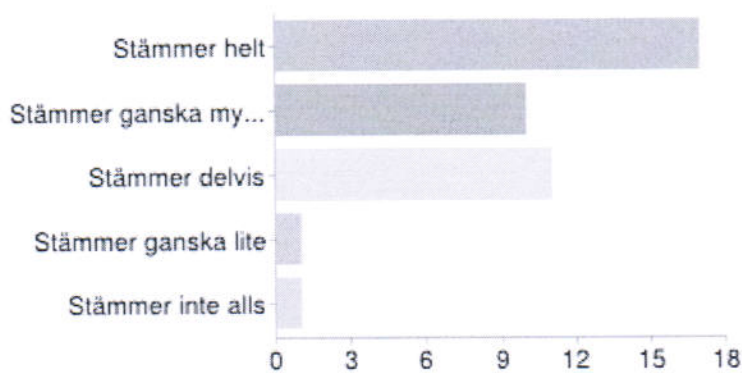 Stämmer helt
Stämmer ganska my...
Stämmer delvis
Stämmer ganska lite
Stämmer inte alls
0 3 6 9 12 15 18